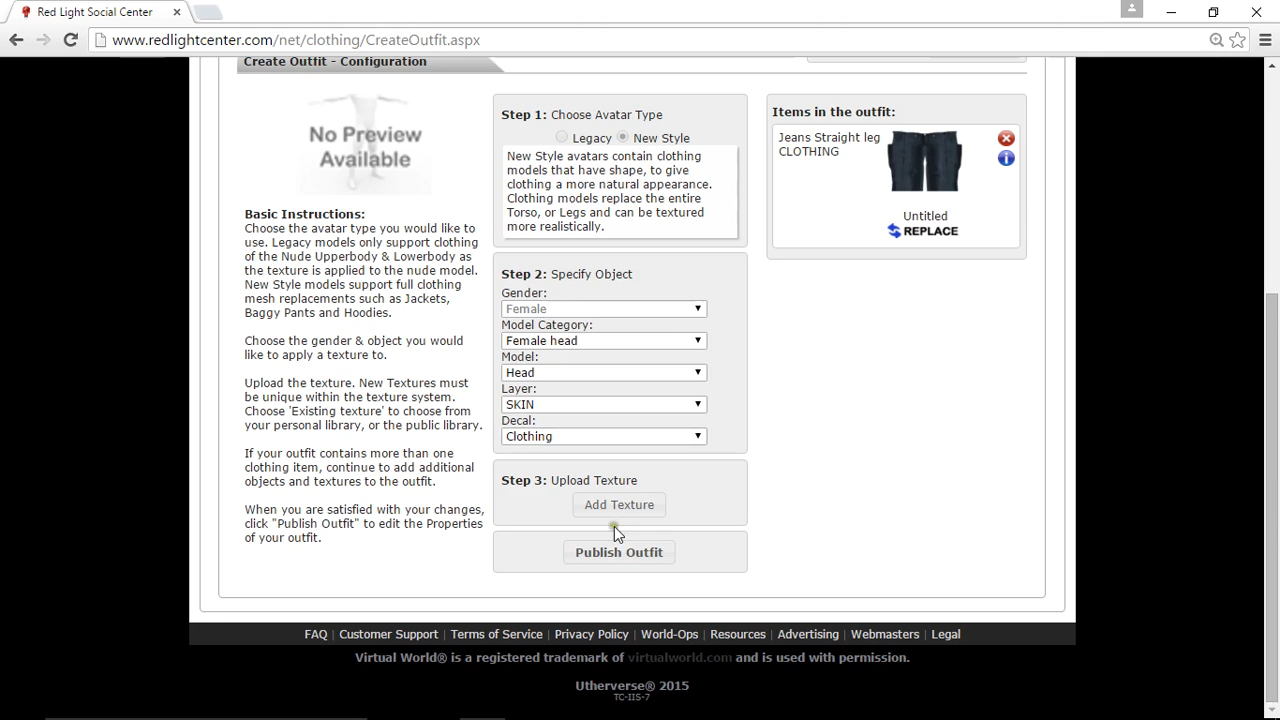 Red Light Social Center
www.redlightcenter.com/net/clothing/CreateOutfit.aspx
Create Outfit - Configuration
No Preview
Available
Basic Instructions:
Choose the avatar type you would like to
use. Legacy models only support clothing
of the Nude Upperbody & Lowerbody as
the texture is applied to the nude model.
New Style models support full clothing
mesh replacements such as Jackets,
Baggy Pants and Hoodies.
Choose the gender & object you would
like to apply a texture to.
Upload the texture. New Textures must
be unique within the texture system.
Choose 'Existing texture' to choose from
your personal library, or the public library.
If your outfit contains more than one
clothing item, continue to add additional
objects and textures to the outfit.
When you are satisfied with your changes,
click "Publish Outfit" to edit the Properties
of your outfit.
Step 1: Choose Avatar Type
Legacy New Style
New Style avatars contain clothing
models that have shape, to give
clothing a more natural appearance.
Clothing models replace the entire
Torso, or Legs and can be textured
more realistically.
Step 2: Specify Object
Gender:
Female
Model Category:
Female head
Model:
Head
Layer:
SKIN
Decal:
Clothing
Step 3: Upload Texture
Add Texture
Publish Outfit
Items in the outfit:
Jeans Straight leg
CLOTHING
Untitled
REPLACE
FAQ | Customer Support | Terms of Service | Privacy Policy | World-Ops | Resources | Advertising | Webmasters | Legal
Virtual World® is a registered trademark of virtualworld.com and is used with permission.
Utherverse® 2015
TC-IIS-7